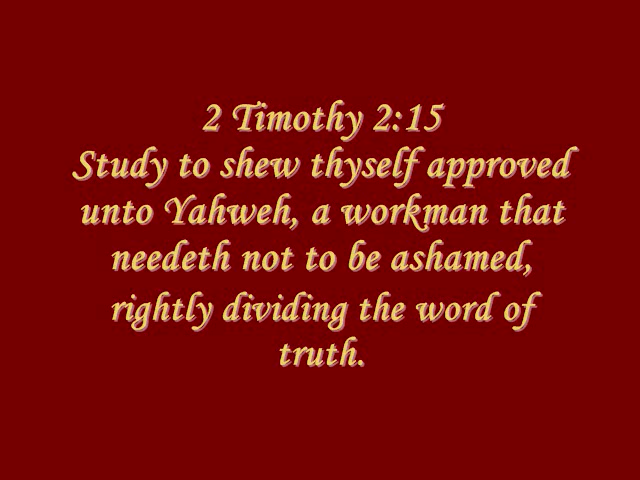 2 Timothy 2:15
Study to shew thyself approved
unto Yahweh, a workman that
needeth not to be ashamed,
rightly dividing the word of
truth.